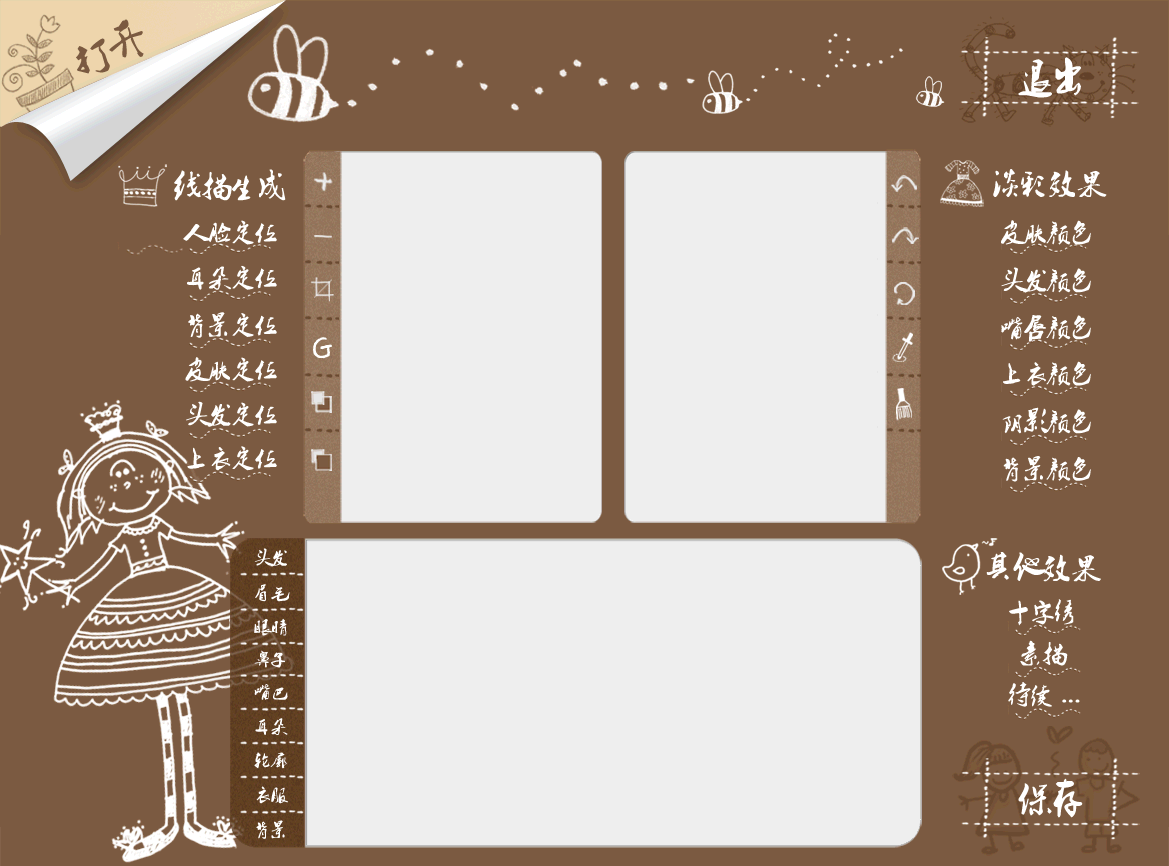 打开
退出
线描生成
人脸定位
耳朵定位
背景定位
皮肤定位
头发定位
上衣定位
G
淡彩效果
皮肤颜色
头发颜色
嘴唇颜色
上衣颜色
阴影颜色
背景颜色
头发
眉毛
眼睛
鼻子
嘴巴
耳朵
轮廓
衣服
背景
其他效果
十字绣
素描
待续 ...
保存